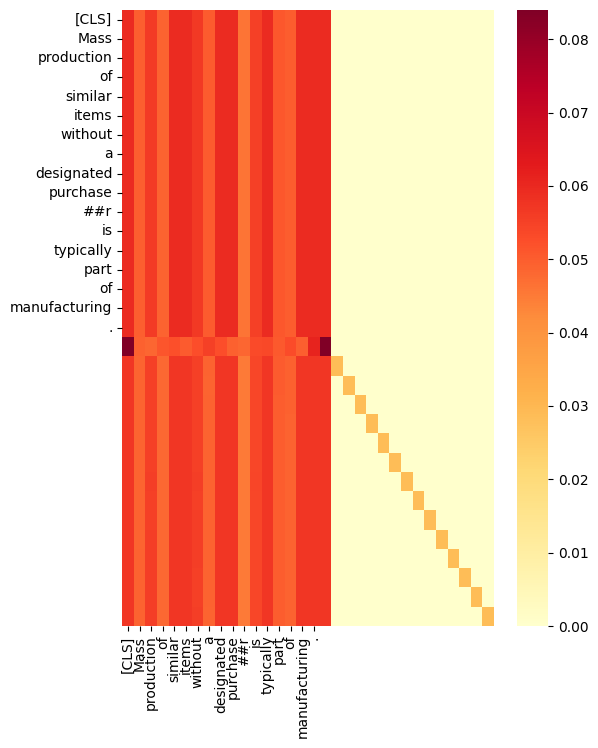 [CLS]
Mass
production
of
similar
items
without
a
designated
purchase
##r
is
typically
part
of
manufacturing
.
[CLS]
Mass
production
of
similar
items
without
a
designated
purchase
##r
is
typically
part
of
manufacturing
.
0.08
0.07
0.06
0.05
0.04
0.03
0.02
0.01
0.00